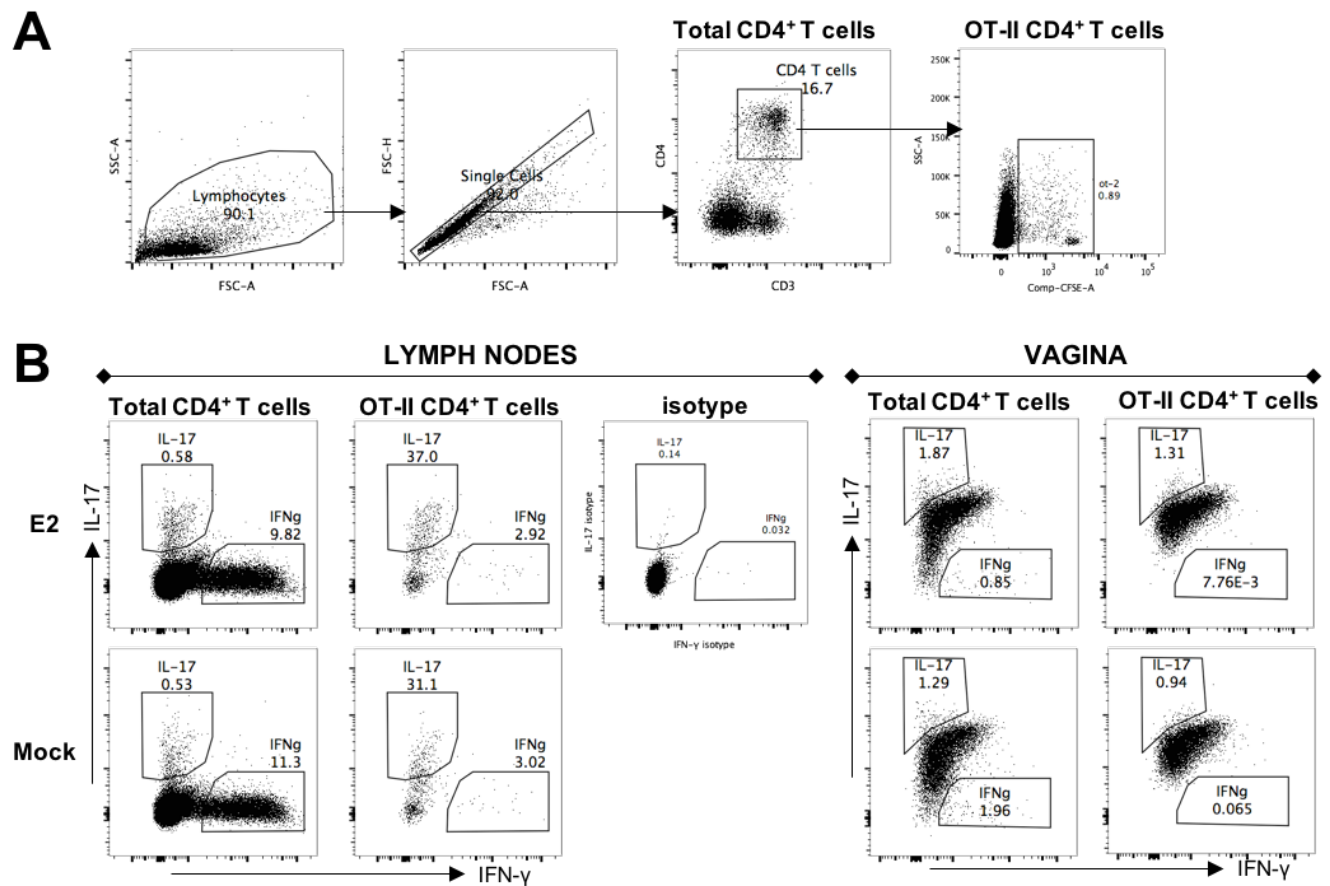 A
Total CD4⁺ T cells
OT-II CD4⁺ T cells
SSC-A
Lymphocytes
90.1
FSC-A
FSC-H
Single Cells
92.0
FSC-A
CD4
CD4 T cells
16.7
CD3
SSC-A
250K
200K
150K
100K
50K
0
ot-2
0.89
0 10³ 10⁴ 10⁵
Comp-CFSE-A
B
LYMPH NODES
VAGINA
Total CD4⁺ T cells
OT-II CD4⁺ T cells
isotype
Total CD4⁺ T cells
OT-II CD4⁺ T cells
E2
IL-17
IL-17
0.58
IFNg
9.82
IL-17
37.0
IFNg
2.92
IL-17 isotype
IL-17
0.14
IFNg
0.032
IFN-γ isotype
IL-17
IL-17
1.87
IFNg
0.85
IL-17
1.31
IFNg
7.76E-3
Mock
IL-17
0.53
IFNg
11.3
IL-17
31.1
IFNg
3.02
IL-17
1.29
IFNg
1.96
IL-17
0.94
IFNg
0.065
IFN-γ
IFN-γ